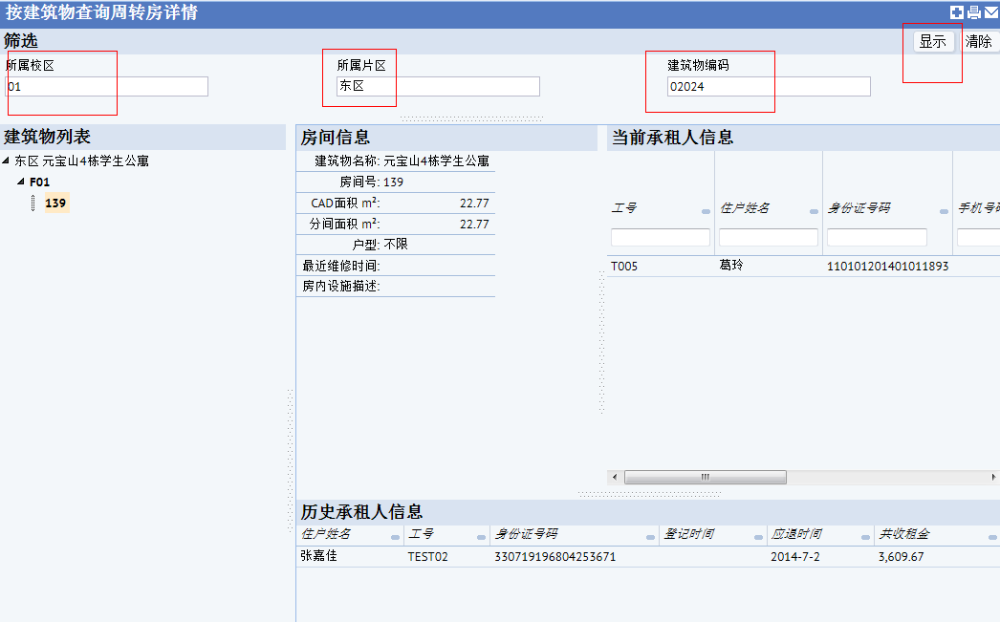 按建筑物查询周转房详情
筛选
显示 清除
所属校区 所属片区 建筑物编码
01 东区 02024
建筑物列表
东区 元宝山4栋学生公寓
F01
139
房间信息
建筑物名称: 元宝山4栋学生公寓
房间号: 139
CAD面积 m²: 22.77
分间面积 m²: 22.77
户型: 不限
最近维修时间:
房内设施描述:
当前承租人信息
工号 住户姓名 身份证号码 手机号码
T005 葛玲 110101201401011893
历史承租人信息
住户姓名 工号 身份证号码 登记时间 应退时间 共收租金
张嘉佳 TEST02 330719196804253671 2014-7-2 3,609.67